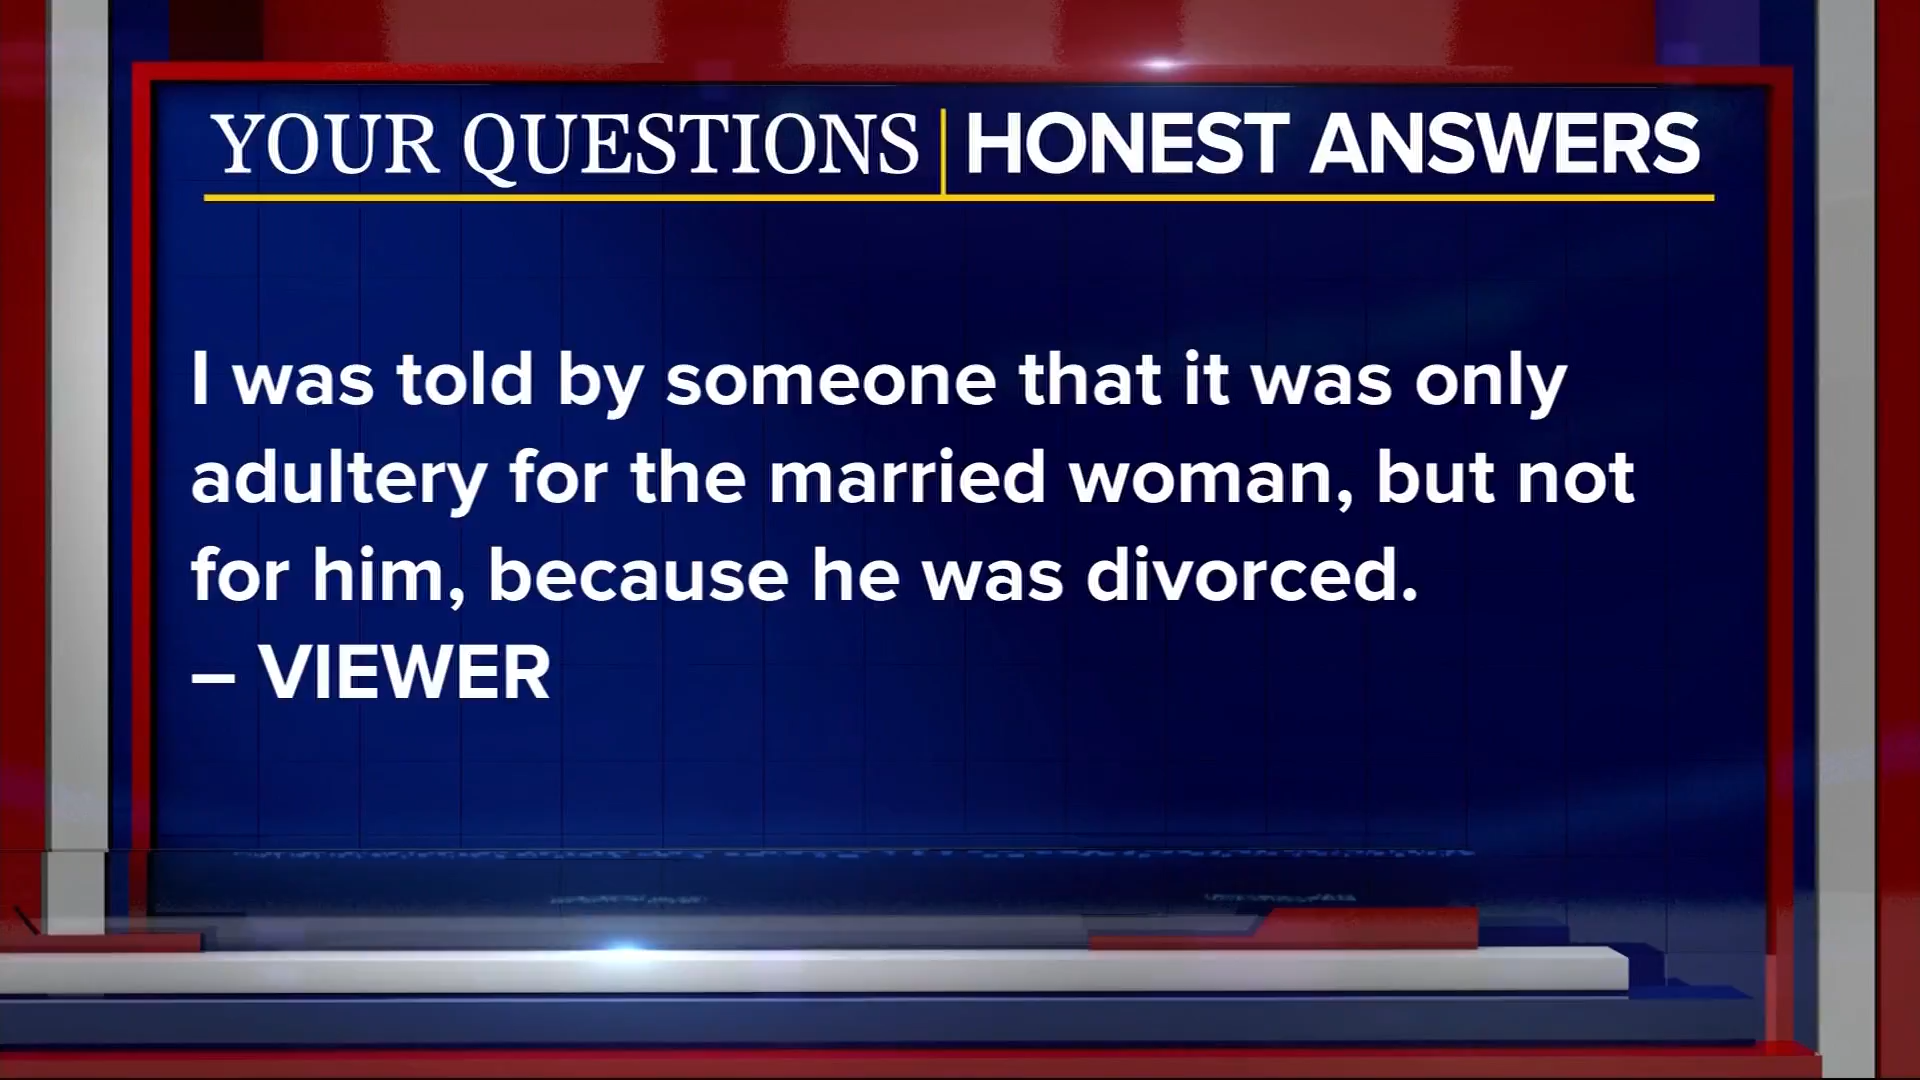 YOUR QUESTIONS | HONEST ANSWERS
I was told by someone that it was only
adultery for the married woman, but not
for him, because he was divorced.
– VIEWER